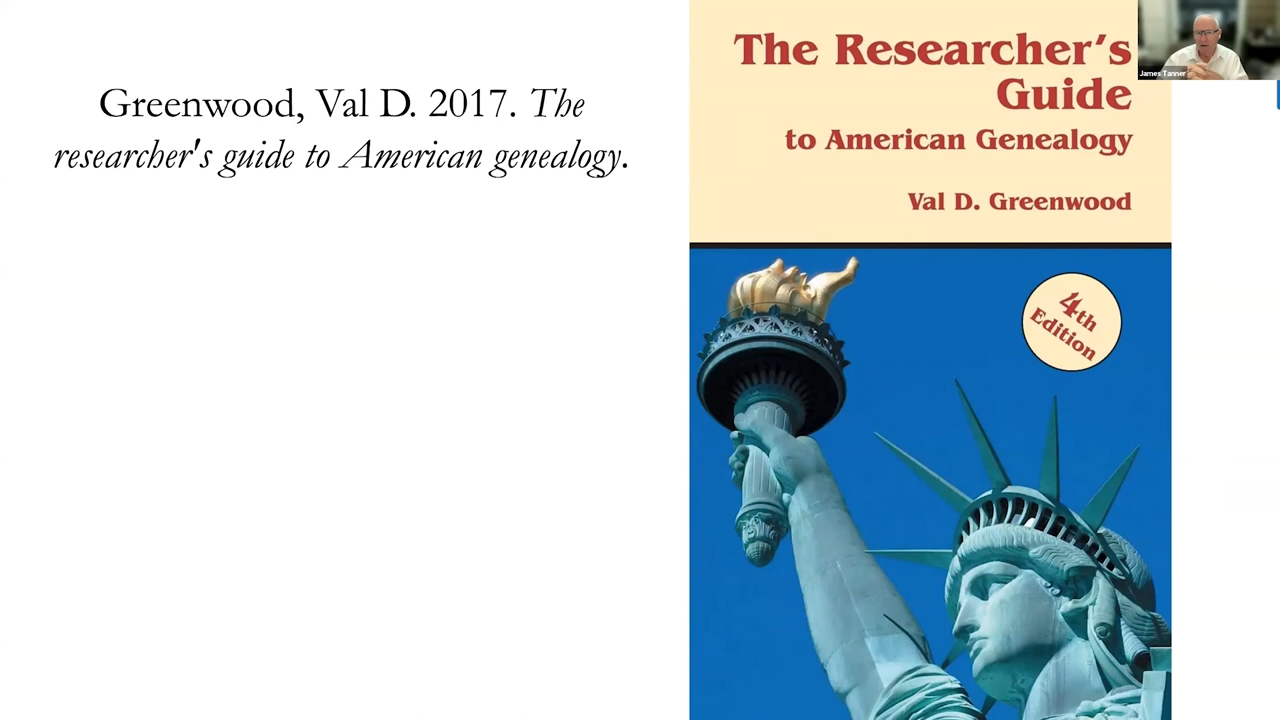 Greenwood, Val D. 2017. The
researcher's guide to American genealogy.
The Researcher's
Guide
to American Genealogy
Val D. Greenwood
4th
Edition
James Tanner